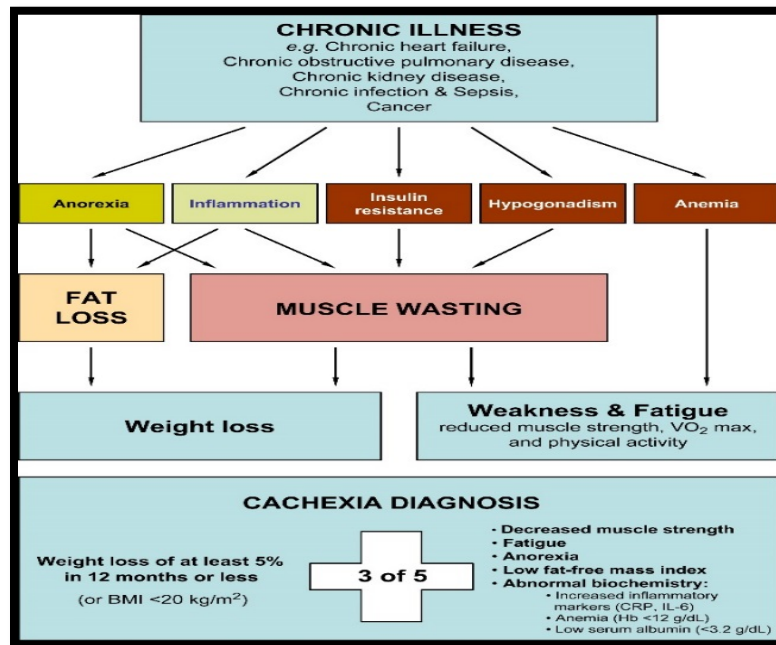 CHRONIC ILLNESS
e.g. Chronic heart failure,
Chronic obstructive pulmonary disease,
Chronic kidney disease,
Chronic infection & Sepsis,
Cancer
Anorexia
Inflammation
Insulin
resistance
Hypogonadism
Anemia
FAT
LOSS
MUSCLE WASTING
Weight loss
Weakness & Fatigue
reduced muscle strength, VO₂ max,
and physical activity
CACHEXIA DIAGNOSIS
Weight loss of at least 5%
in 12 months or less
(or BMI <20 kg/m²)
3 of 5
• Decreased muscle strength
• Fatigue
• Anorexia
• Low fat-free mass index
• Abnormal biochemistry:
• Increased inflammatory
markers (CRP, IL-6)
• Anemia (Hb <12 g/dL)
• Low serum albumin (<3.2 g/dL)